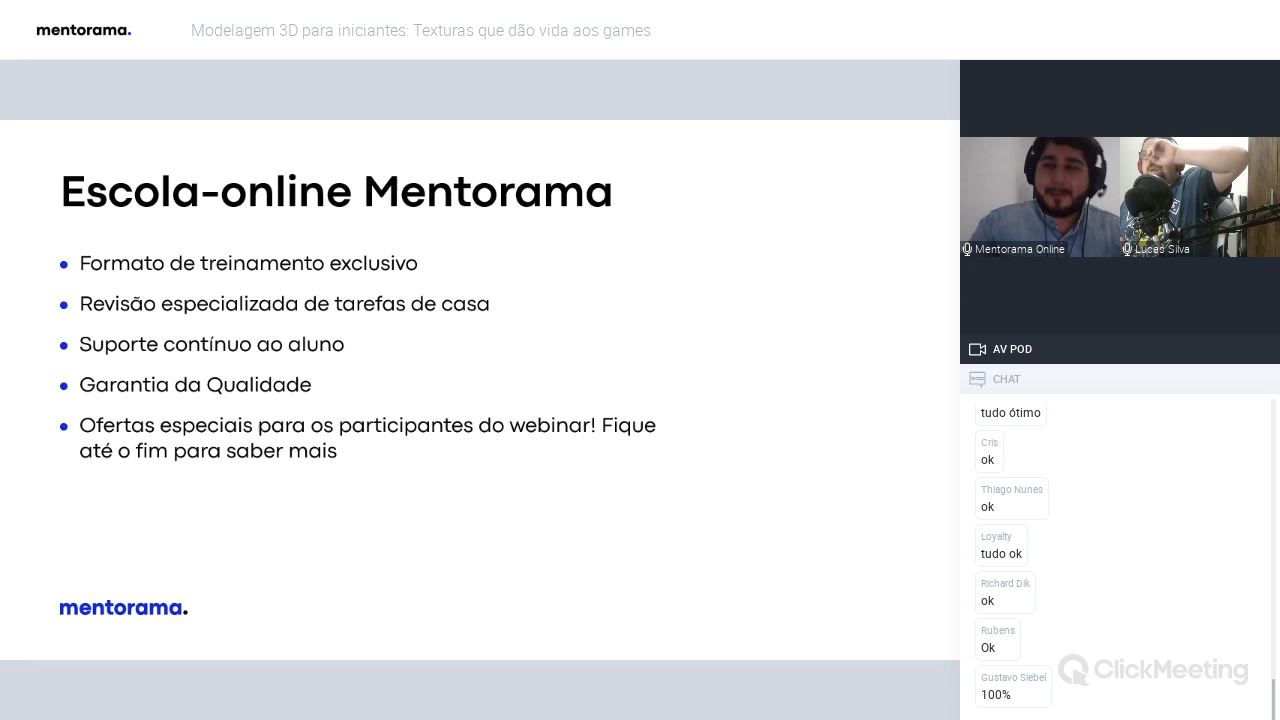 mentorama.
Modelagem 3D para iniciantes: Texturas que dão vida aos games
Escola-online Mentorama
Formato de treinamento exclusivo
Revisão especializada de tarefas de casa
Suporte contínuo ao aluno
Garantia da Qualidade
Ofertas especiais para os participantes do webinar! Fique
até o fim para saber mais
mentorama.
Mentorama Online
Lucas Silva
AV POD
CHAT
tudo ótimo
Cris
ok
Thiago Nunes
ok
Loyalty
tudo ok
Richard Dik
ok
Rubens
Ok
Gustavo Siebel
100%
ClickMeeting